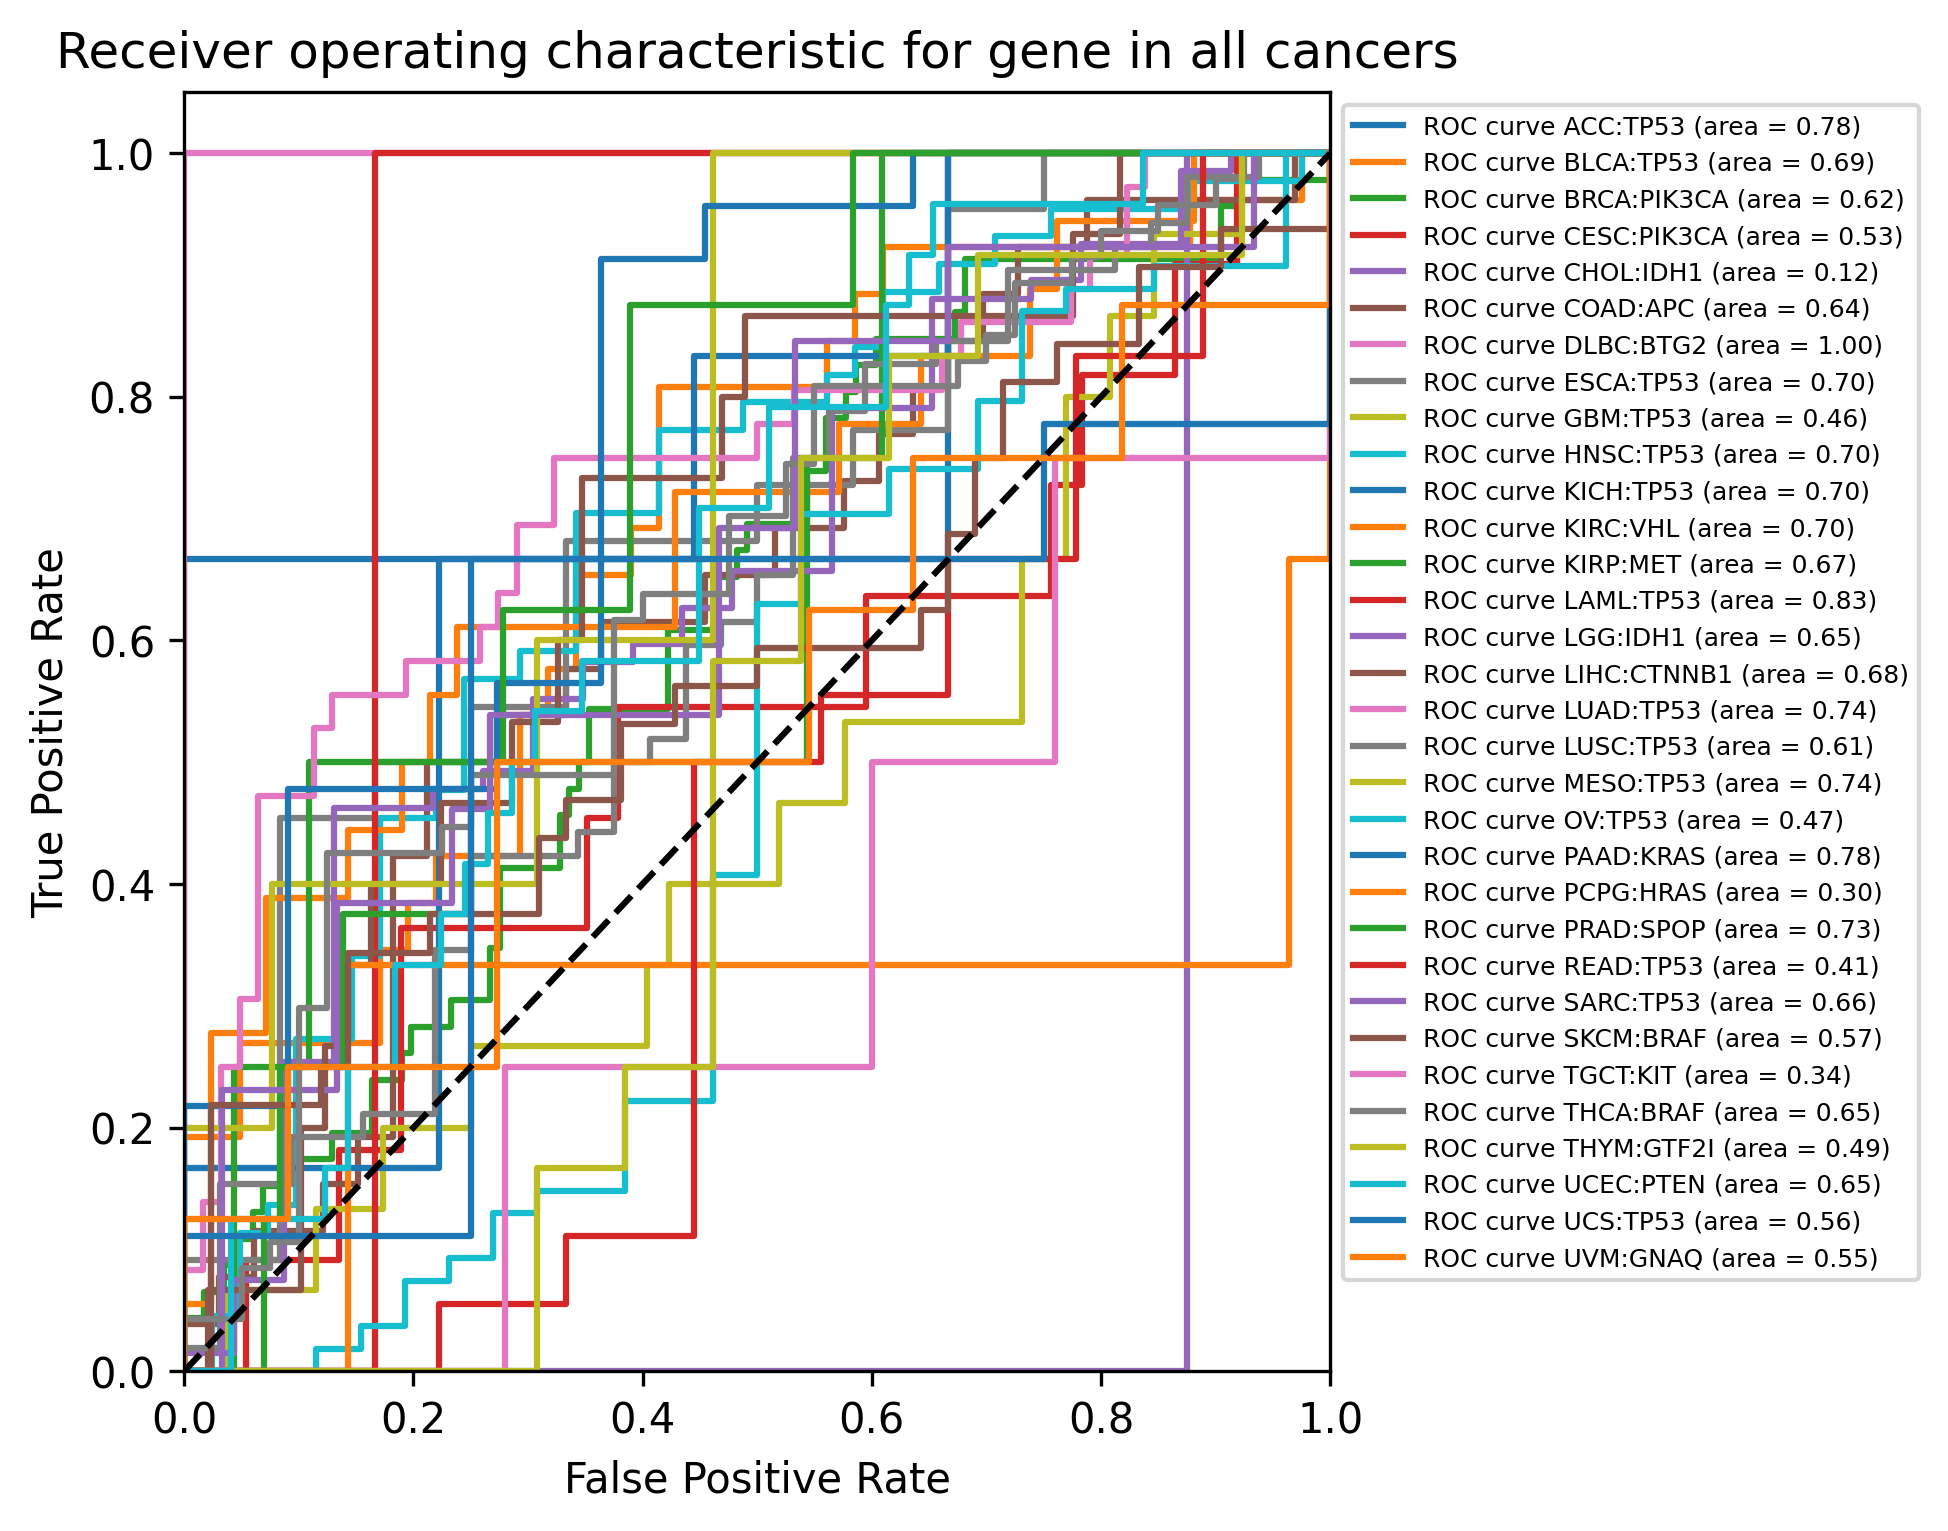 Receiver operating characteristic for gene in all cancers
ROC curve ACC:TP53 (area = 0.78)
ROC curve BLCA:TP53 (area = 0.69)
ROC curve BRCA:PIK3CA (area = 0.62)
ROC curve CESC:PIK3CA (area = 0.53)
ROC curve CHOL:IDH1 (area = 0.12)
ROC curve COAD:APC (area = 0.64)
ROC curve DLBC:BTG2 (area = 1.00)
ROC curve ESCA:TP53 (area = 0.70)
ROC curve GBM:TP53 (area = 0.46)
ROC curve HNSC:TP53 (area = 0.70)
ROC curve KICH:TP53 (area = 0.70)
ROC curve KIRC:VHL (area = 0.70)
ROC curve KIRP:MET (area = 0.67)
ROC curve LAML:TP53 (area = 0.83)
ROC curve LGG:IDH1 (area = 0.65)
ROC curve LIHC:CTNNB1 (area = 0.68)
ROC curve LUAD:TP53 (area = 0.74)
ROC curve LUSC:TP53 (area = 0.61)
ROC curve MESO:TP53 (area = 0.74)
ROC curve OV:TP53 (area = 0.47)
ROC curve PAAD:KRAS (area = 0.78)
ROC curve PCPG:HRAS (area = 0.30)
ROC curve PRAD:SPOP (area = 0.73)
ROC curve READ:TP53 (area = 0.41)
ROC curve SARC:TP53 (area = 0.66)
ROC curve SKCM:BRAF (area = 0.57)
ROC curve TGCT:KIT (area = 0.34)
ROC curve THCA:BRAF (area = 0.65)
ROC curve THYM:GTF2I (area = 0.49)
ROC curve UCEC:PTEN (area = 0.65)
ROC curve UCS:TP53 (area = 0.56)
ROC curve UVM:GNAQ (area = 0.55)
True Positive Rate
1.0
0.8
0.6
0.4
0.2
0.0
0.0 0.2 0.4 0.6 0.8 1.0
False Positive Rate